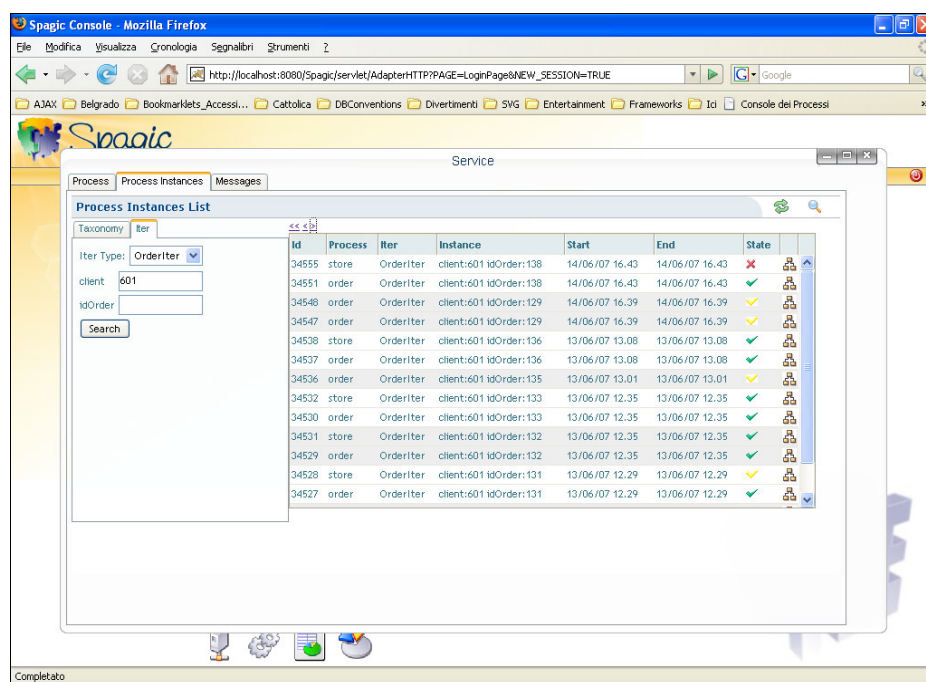 Spagic Console - Mozilla Firefox
File Modifica Visualizza Cronologia Segnalibri Strumenti ?
http://localhost:8080/Spagic/servlet/AdapterHTTP?PAGE=LoginPage&NEW_SESSION=TRUE
Google
AJAX Belgrado Bookmarklets_Accessi... Cattolica DBConventions Divertimenti SVG Entertainment Frameworks Ici Console dei Processi »
Spagic
Service
Process Process Instances Messages
Process Instances List
Taxonomy Iter
<< < >
Iter Type: OrderIter
client 601
idOrder
Search
Id Process Iter Instance Start End State
34555 store OrderIter client:601 idOrder:138 14/06/07 16.43 14/06/07 16.43
34551 order OrderIter client:601 idOrder:138 14/06/07 16.43 14/06/07 16.43
34548 order OrderIter client:601 idOrder:129 14/06/07 16.39 14/06/07 16.39
34547 order OrderIter client:601 idOrder:129 14/06/07 16.39 14/06/07 16.39
34538 store OrderIter client:601 idOrder:136 13/06/07 13.08 13/06/07 13.08
34537 order OrderIter client:601 idOrder:136 13/06/07 13.08 13/06/07 13.08
34536 order OrderIter client:601 idOrder:135 13/06/07 13.01 13/06/07 13.01
34532 store OrderIter client:601 idOrder:133 13/06/07 12.35 13/06/07 12.35
34530 order OrderIter client:601 idOrder:133 13/06/07 12.35 13/06/07 12.35
34531 store OrderIter client:601 idOrder:132 13/06/07 12.35 13/06/07 12.35
34529 order OrderIter client:601 idOrder:132 13/06/07 12.35 13/06/07 12.35
34528 store OrderIter client:601 idOrder:131 13/06/07 12.29 13/06/07 12.29
34527 order OrderIter client:601 idOrder:131 13/06/07 12.29 13/06/07 12.29
Completato